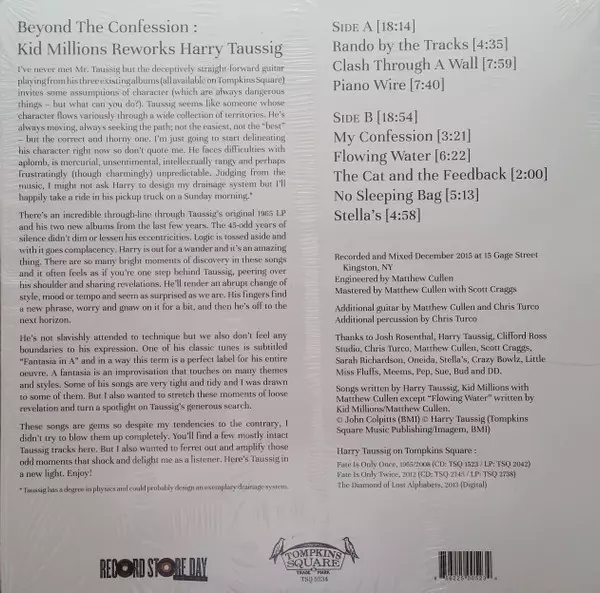 Beyond The Confession :
Kid Millions Reworks Harry Taussig
I've never met Mr. Taussig but the deceptively straight-forward guitar
playing from his three existing albums (all available on Tompkins Square)
invites some assumptions of character (which are always dangerous
things – but what can you do?). Taussig seems like someone whose
character flows variously through a wide collection of territories. He's
always moving, always seeking the path; not the easiest, not the "best"
– but the correct and thorny one. I'm just going to start delineating
his character right now so don't quote me. He faces difficulties with
aplomb, is mercurial, unsentimental, intellectually rangy and perhaps
frustratingly (though charmingly) unpredictable. Judging from the
music, I might not ask Harry to design my drainage system but I'll
happily take a ride in his pickup truck on a Sunday morning.*
There's an incredible through-line through Taussig's original 1965 LP
and his two new albums from the last few years. The 45-odd years of
silence didn't dim or lessen his eccentricities. Logic is tossed aside and
with it goes complacency. Harry is out for a wander and it's an amazing
thing. There are so many bright moments of discovery in these songs
and it often feels as if you're one step behind Taussig, peering over
his shoulder and sharing revelations. He'll tender an abrupt change of
style, mood or tempo and seem as surprised as we are. His fingers find
a new phrase, worry and gnaw on it for a bit, and then he's off to the
next horizon.
He's not slavishly attended to technique but we also don't feel any
boundaries to his expression. One of his classic tunes is subtitled
"Fantasia in A" and in a way this term is a perfect label for his entire
oeuvre. A fantasia is an improvisation that touches on many themes
and styles. Some of his songs are very tight and tidy and I was drawn
to some of them. But I also wanted to stretch these moments of loose
revelation and turn a spotlight on Taussig's generous search.
These songs are gems so despite my tendencies to the contrary, I
didn't try to blow them up completely. You'll find a few mostly intact
Taussig tracks here. But I also wanted to ferret out and amplify those
odd moments that shock and delight me as a listener. Here's Taussig in
a new light. Enjoy!
* Taussig has a degree in physics and could probably design an exemplary drainage system.
SIDE A [18:14]
Rando by the Tracks [4:35]
Clash Through A Wall [7:59]
Piano Wire [7:40]
SIDE B [18:54]
My Confession [3:21]
Flowing Water [6:22]
The Cat and the Feedback [2:00]
No Sleeping Bag [5:13]
Stella's [4:58]
Recorded and Mixed December 2015 at 15 Gage Street
Kingston, NY
Engineered by Matthew Cullen
Mastered by Matthew Cullen with Scott Craggs
Additional guitar by Matthew Cullen and Chris Turco
Additional percussion by Chris Turco
Thanks to Josh Rosenthal, Harry Taussig, Clifford Ross
Studio, Chris Turco, Matthew Cullen, Scott Craggs,
Sarah Richardson, Oneida, Stella's, Crazy Bowlz, Little
Miss Fluffs, Meems, Pep, Sue, Bud and DD.
Songs written by Harry Taussig, Kid Millions with
Matthew Cullen except "Flowing Water" written by
Kid Millions/Matthew Cullen.
© John Colpitts (BMI) © Harry Taussig (Tompkins
Square Music Publishing/Imagem, BMI)
Harry Taussig on Tompkins Square :
Fate Is Only Once, 1965/2008 (CD: TSQ 1523 / LP: TSQ 2042)
Fate Is Only Twice, 2012 (CD: TSQ 2745 / LP: TSQ 2738)
The Diamond of Lost Alphabets, 2013 (Digital)
RECORD STORE DAY
TOMPKINS
SQUARE
TRADE MARK
TSQ 5234